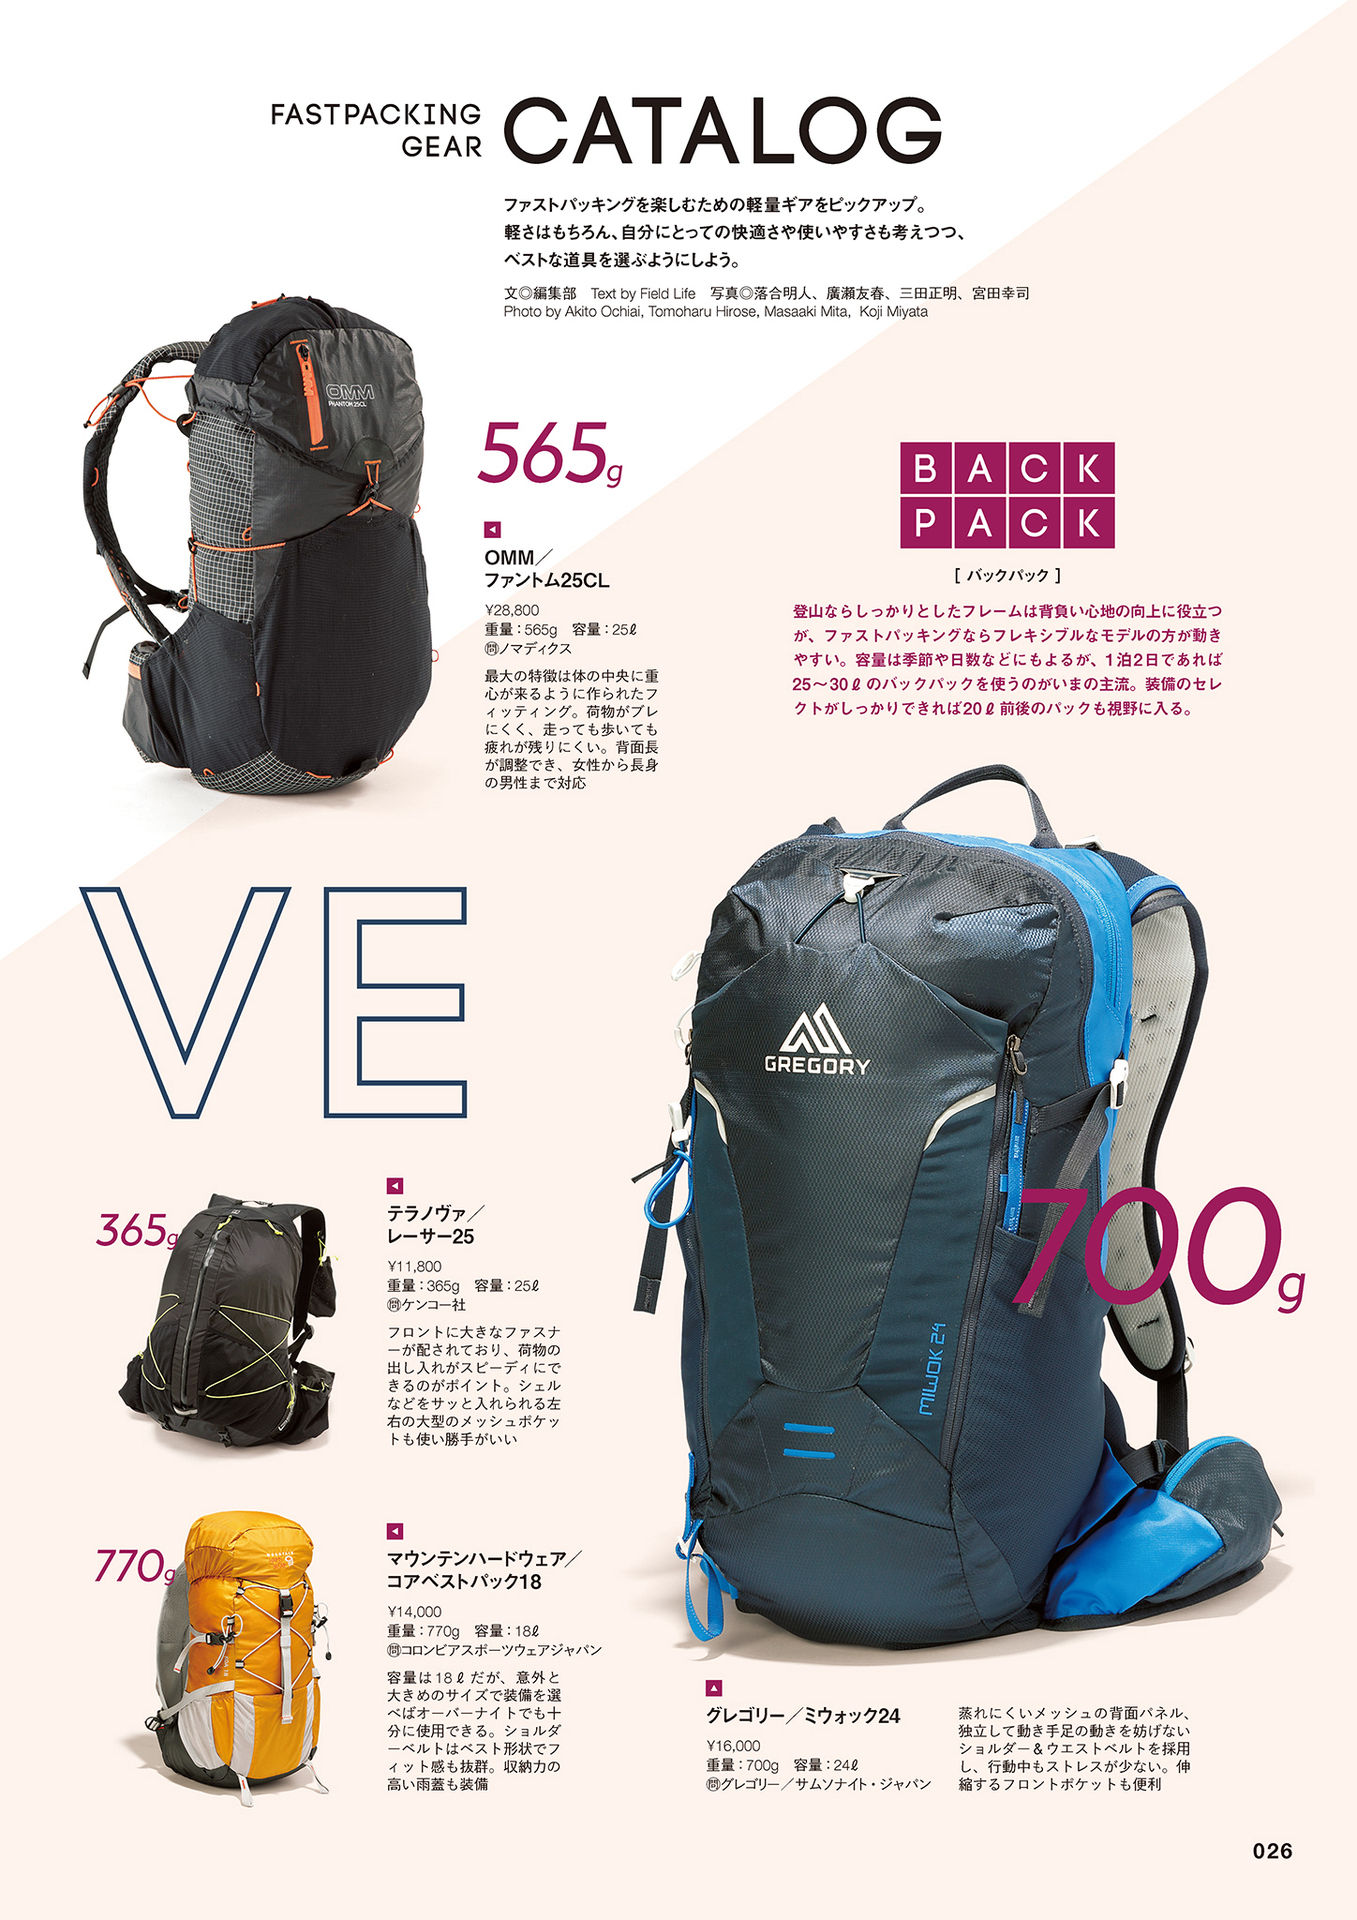 FASTPACKING
GEAR
CATALOG
ファストパッキングを楽しむための軽量ギアをピックアップ。
軽さはもちろん、自分にとっての快適さや使いやすさも考えつつ、
ベストな道具を選ぶようにしよう。
文◎編集部　Text by Field Life　写真◎落合明人、廣瀬友春、三田正明、宮田幸司
Photo by Akito Ochiai, Tomoharu Hirose, Masaaki Mita, Koji Miyata
OMM
PHANTOM 25CL
565g
◀
OMM／
ファントム25CL
¥28,800
重量：565g　容量：25ℓ
㉄ノマディクス
最大の特徴は体の中央に重
心が来るように作られたフ
ィッティング。荷物がブレ
にくく、走っても歩いても
疲れが残りにくい。背面長
が調整でき、女性から長身
の男性まで対応
BACK
PACK
［ バックパック ］
登山ならしっかりとしたフレームは背負い心地の向上に役立つ
が、ファストパッキングならフレキシブルなモデルの方が動き
やすい。容量は季節や日数などにもよるが、1泊2日であれば
25〜30ℓのバックパックを使うのがいまの主流。装備のセレ
クトがしっかりできれば20ℓ前後のパックも視野に入る。
VE
GREGORY
MIWOK 24
700g
365g
◀
テラノヴァ／
レーサー25
¥11,800
重量：365g　容量：25ℓ
㉄ケンコー社
フロントに大きなファスナ
ーが配されており、荷物の
出し入れがスピーディにで
きるのがポイント。シェル
などをサッと入れられる左
右の大型のメッシュポケッ
トも使い勝手がいい
770g
◀
マウンテンハードウェア／
コアベストパック18
¥14,000
重量：770g　容量：18ℓ
㉄コロンビアスポーツウェアジャパン
容量は18ℓだが、意外と
大きめのサイズで装備を選
べばオーバーナイトでも十
分に使用できる。ショルダ
ーベルトはベスト形状でフ
ィット感も抜群。収納力の
高い雨蓋も装備
▲
グレゴリー／ミウォック24
¥16,000
重量：700g　容量：24ℓ
㉄グレゴリー／サムソナイト・ジャパン
蒸れにくいメッシュの背面パネル、
独立して動き手足の動きを妨げない
ショルダー＆ウエストベルトを採用
し、行動中もストレスが少ない。伸
縮するフロントポケットも便利
026